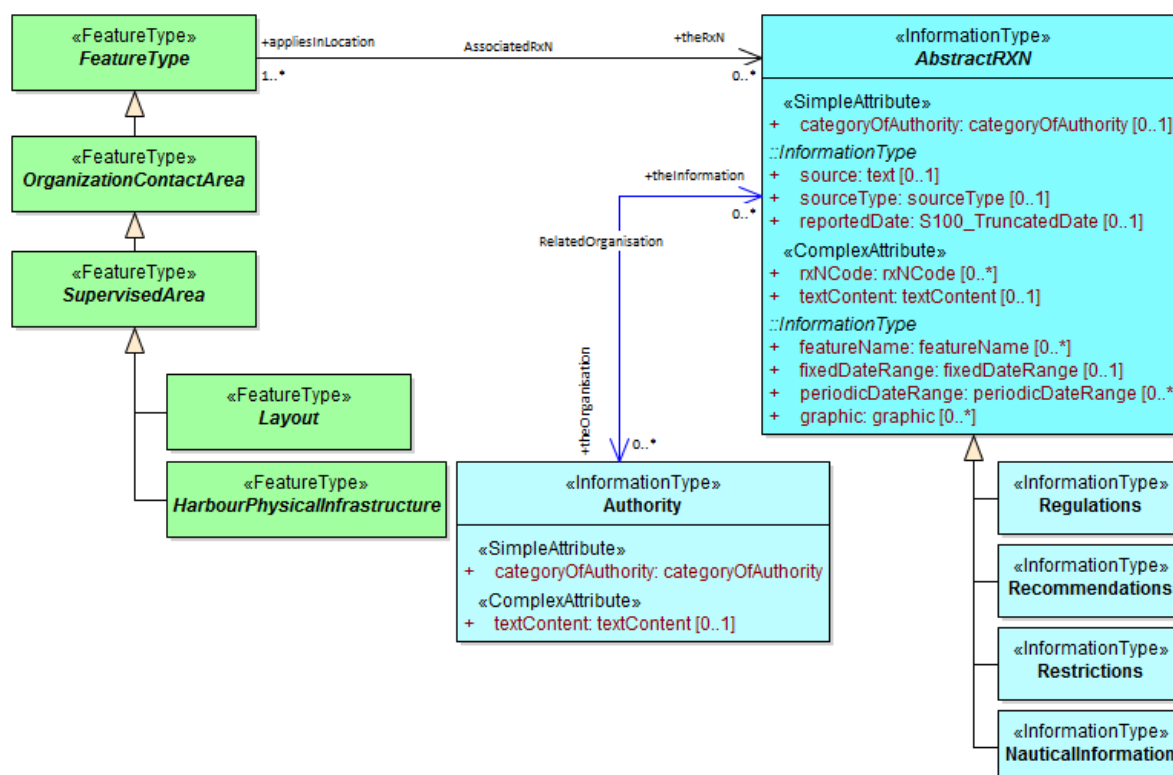 «FeatureType»
FeatureType
+appliesInLocation
AssociatedRxN
+theRxN
1..*
0..*
«InformationType»
AbstractRXN
«SimpleAttribute»
+ categoryOfAuthority: categoryOfAuthority [0..1]
::InformationType
+ source: text [0..1]
+ sourceType: sourceType [0..1]
+ reportedDate: S100_TruncatedDate [0..1]
«ComplexAttribute»
+ rxNCode: rxNCode [0..*]
+ textContent: textContent [0..1]
::InformationType
+ featureName: featureName [0..*]
+ fixedDateRange: fixedDateRange [0..1]
+ periodicDateRange: periodicDateRange [0..*
+ graphic: graphic [0..*]
«FeatureType»
OrganizationContactArea
+theInformation
0..*
RelatedOrganisation
+theOrganisation
0..*
«FeatureType»
SupervisedArea
«FeatureType»
Layout
«FeatureType»
HarbourPhysicalInfrastructure
«InformationType»
Authority
«SimpleAttribute»
+ categoryOfAuthority: categoryOfAuthority
«ComplexAttribute»
+ textContent: textContent [0..1]
«InformationType»
Regulations
«InformationType»
Recommendations
«InformationType»
Restrictions
«InformationType»
NauticalInformation